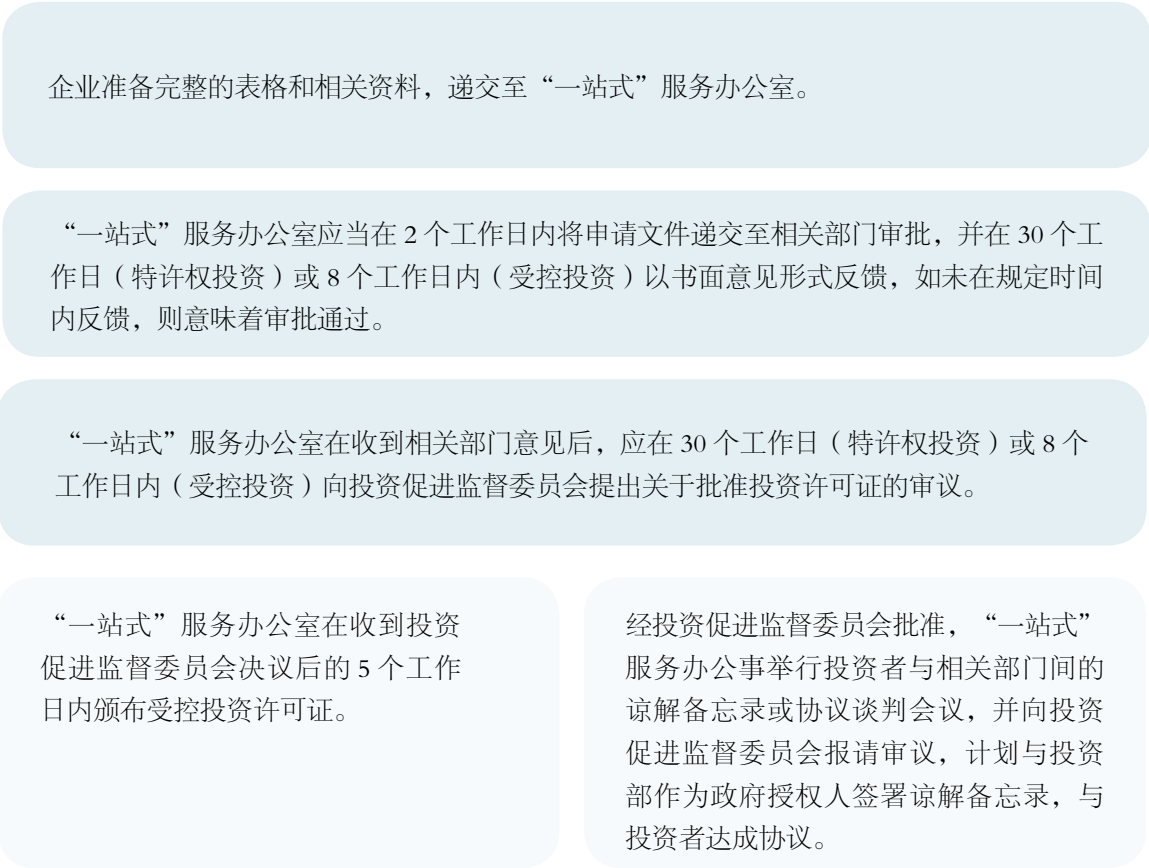 企业准备完整的表格和相关资料，递交至“一站式”服务办公室。
“一站式”服务办公室应当在 2 个工作日内将申请文件递交至相关部门审批，并在 30 个工
作日（特许权投资）或 8 个工作日内（受控投资）以书面意见形式反馈，如未在规定时间
内反馈，则意味着审批通过。
“一站式”服务办公室在收到相关部门意见后，应在 30 个工作日（特许权投资）或 8 个
工作日内（受控投资）向投资促进监督委员会提出关于批准投资许可证的审议。
“一站式”服务办公室在收到投资
促进监督委员会决议后的 5 个工作
日内颁布受控投资许可证。
经投资促进监督委员会批准，“一站式”
服务办公事举行投资者与相关部门间的
谅解备忘录或协议谈判会议，并向投资
促进监督委员会报请审议，计划与投资
部作为政府授权人签署谅解备忘录，与
投资者达成协议。